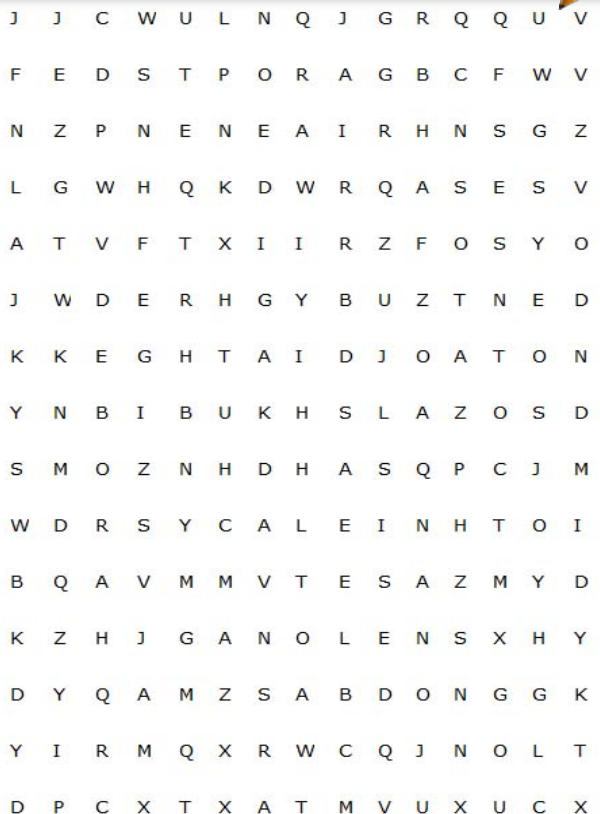 J J C W U L N Q J G R Q Q U V
F E D S T P O R A G B C F W V
N Z P N E N E A I R H N S G Z
L G W H Q K D W R Q A S E S V
A T V F T X I I R Z F O S Y O
J W D E R H G Y B U Z T N E D
K K E G H T A I D J O A T O N
Y N B I B U K H S L A Z O S D
S M O Z N H D H A S Q P C J M
W D R S Y C A L E I N H T O I
B Q A V M M V T E S A Z M Y D
K Z H J G A N O L E N S X H Y
D Y Q A M Z S A B D O N G G K
Y I R M Q X R W C Q J N O L T
D P C X T X A T M V U X U C X